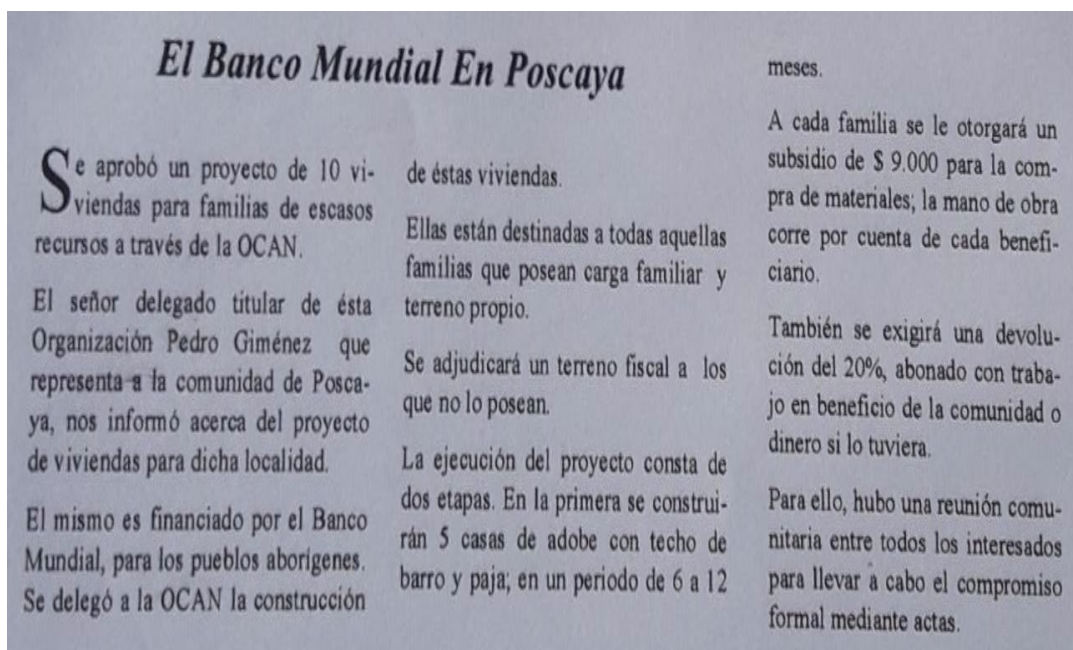 El Banco Mundial En Poscaya
Se aprobó un proyecto de 10 vi-
viendas para familias de escasos
recursos a través de la OCAN.
El señor delegado titular de ésta
Organización Pedro Giménez que
representa a la comunidad de Posca-
ya, nos informó acerca del proyecto
de viviendas para dicha localidad.
El mismo es financiado por el Banco
Mundial, para los pueblos aborígenes.
Se delegó a la OCAN la construcción
de éstas viviendas.
Ellas están destinadas a todas aquellas
familias que posean carga familiar y
terreno propio.
Se adjudicará un terreno fiscal a los
que no lo posean.
La ejecución del proyecto consta de
dos etapas. En la primera se construi-
rán 5 casas de adobe con techo de
barro y paja; en un periodo de 6 a 12
meses.
A cada familia se le otorgará un
subsidio de $ 9.000 para la com-
pra de materiales; la mano de obra
corre por cuenta de cada benefi-
ciario.
También se exigirá una devolu-
ción del 20%, abonado con traba-
jo en beneficio de la comunidad o
dinero si lo tuviera.
Para ello, hubo una reunión comu-
nitaria entre todos los interesados
para llevar a cabo el compromiso
formal mediante actas.